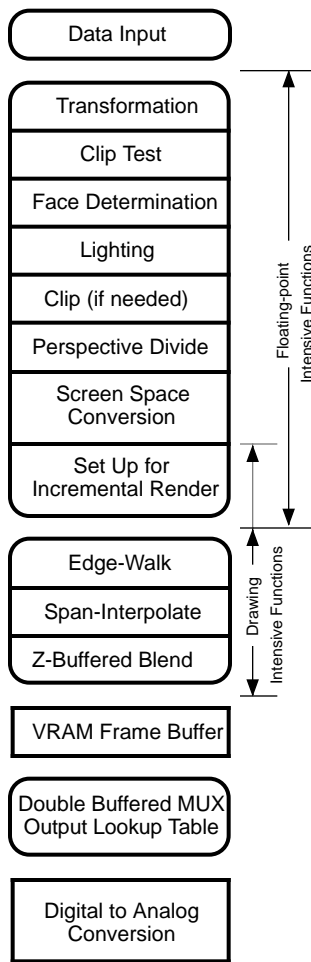 Data Input
Transformation
Clip Test
Face Determination
Lighting
Clip (if needed)
Perspective Divide
Screen Space
Conversion
Set Up for
Incremental Render
Floating-point
Intensive Functions
Edge-Walk
Span-Interpolate
Z-Buffered Blend
Drawing
Intensive Functions
VRAM Frame Buffer
Double Buffered MUX
Output Lookup Table
Digital to Analog
Conversion